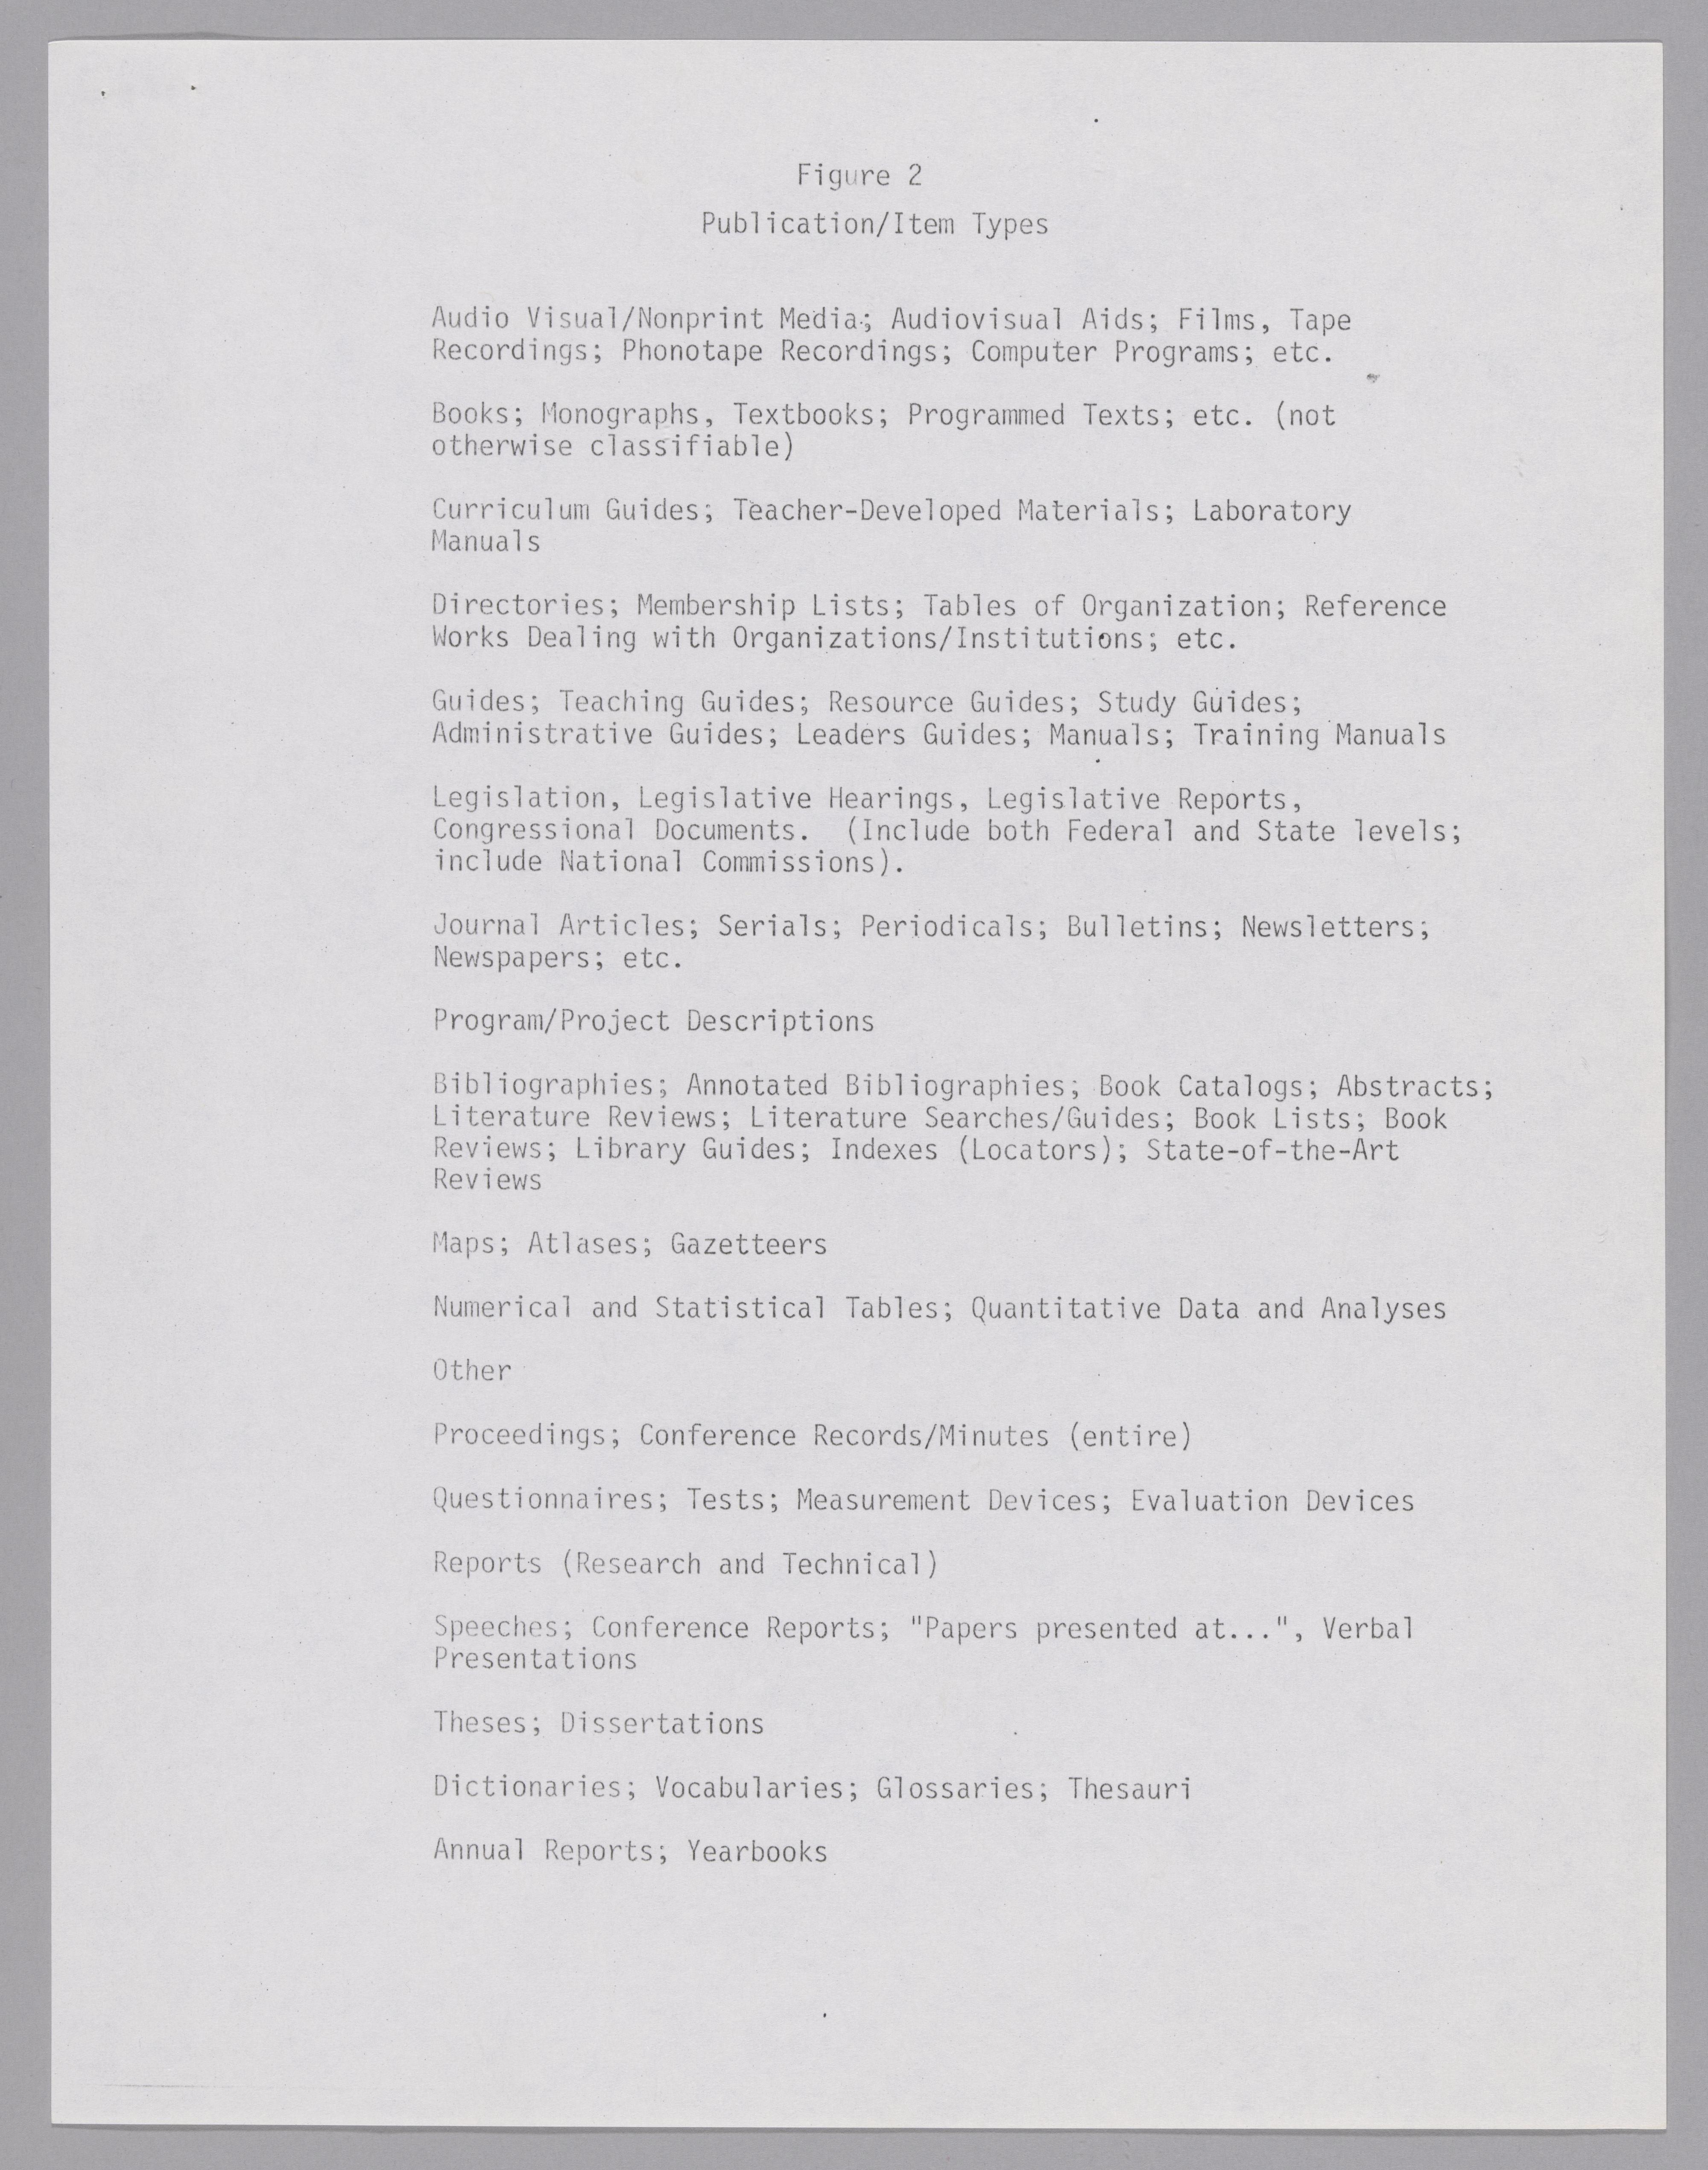 Figure 2
Publication/Item Types
Audio Visual/Nonprint Media; Audiovisual Aids; Films, Tape
Recordings; Phonotape Recordings; Computer Programs; etc.
Books; Monographs, Textbooks; Programmed Texts; etc. (not
otherwise classifiable)
Curriculum Guides; Teacher-Developed Materials; Laboratory
Manuals
Directories; Membership Lists; Tables of Organization; Reference
Works Dealing with Organizations/Institutions; etc.
Guides; Teaching Guides; Resource Guides; Study Guides;
Administrative Guides; Leaders Guides; Manuals; Training Manuals
Legislation, Legislative Hearings, Legislative Reports,
Congressional Documents.  (Include both Federal and State levels;
include National Commissions).
Journal Articles; Serials; Periodicals; Bulletins; Newsletters;
Newspapers; etc.
Program/Project Descriptions
Bibliographies; Annotated Bibliographies; Book Catalogs; Abstracts;
Literature Reviews; Literature Searches/Guides; Book Lists; Book
Reviews; Library Guides; Indexes (Locators); State-of-the-Art
Reviews
Maps; Atlases; Gazetteers
Numerical and Statistical Tables; Quantitative Data and Analyses
Other
Proceedings; Conference Records/Minutes (entire)
Questionnaires; Tests; Measurement Devices; Evaluation Devices
Reports (Research and Technical)
Speeches; Conference Reports; "Papers presented at...", Verbal
Presentations
Theses; Dissertations
Dictionaries; Vocabularies; Glossaries; Thesauri
Annual Reports; Yearbooks